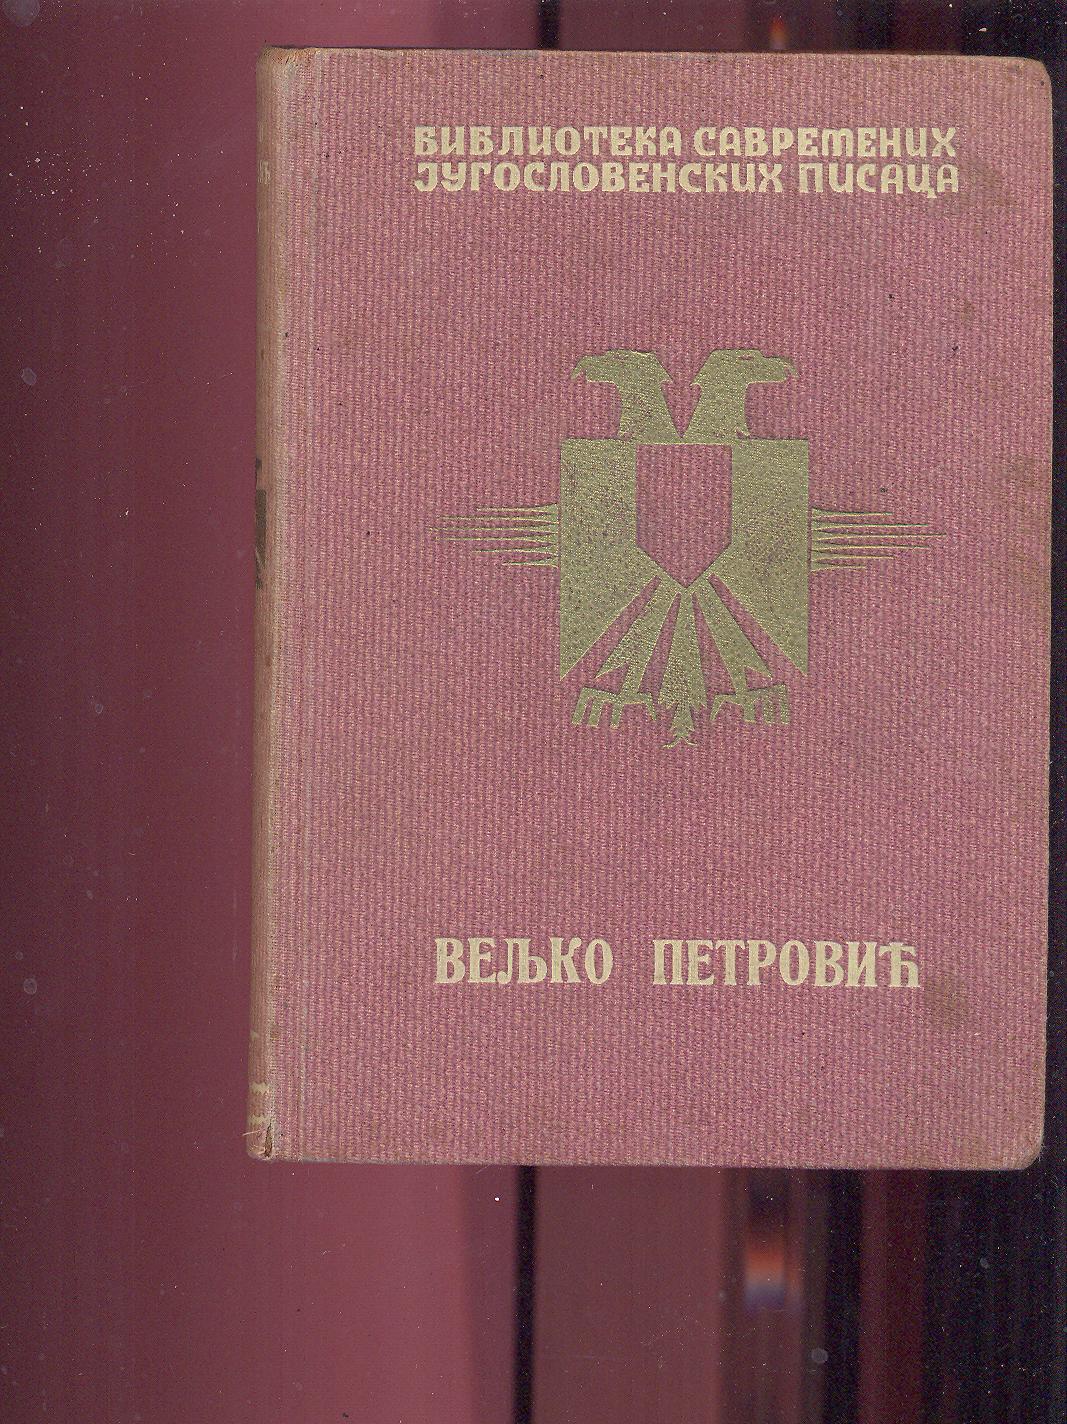 БИБЛИОТЕКА САВРЕМЕНИХ
ЈУГОСЛОВЕНСКИХ ПИСАЦА
ВЕЉКО ПЕТРОВИЋ